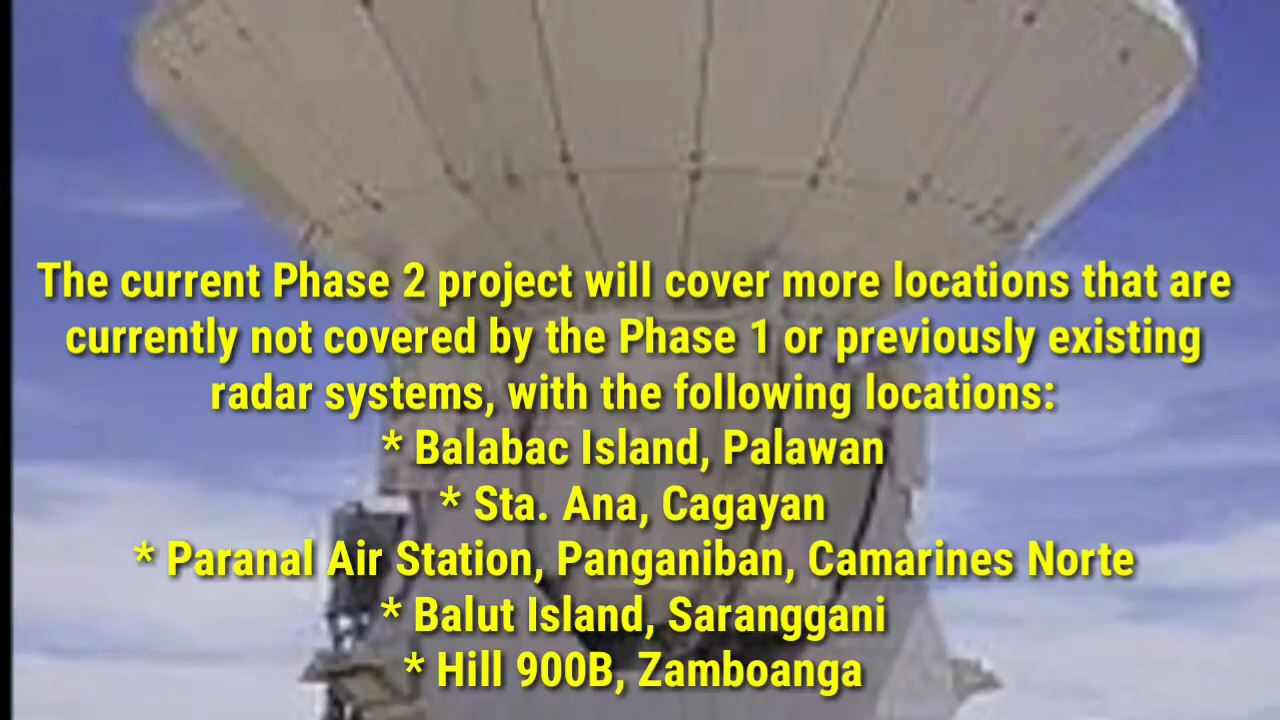 The current Phase 2 project will cover more locations that are
currently not covered by the Phase 1 or previously existing
radar systems, with the following locations:
* Balabac Island, Palawan
* Sta. Ana, Cagayan
* Paranal Air Station, Panganiban, Camarines Norte
* Balut Island, Saranggani
* Hill 900B, Zamboanga